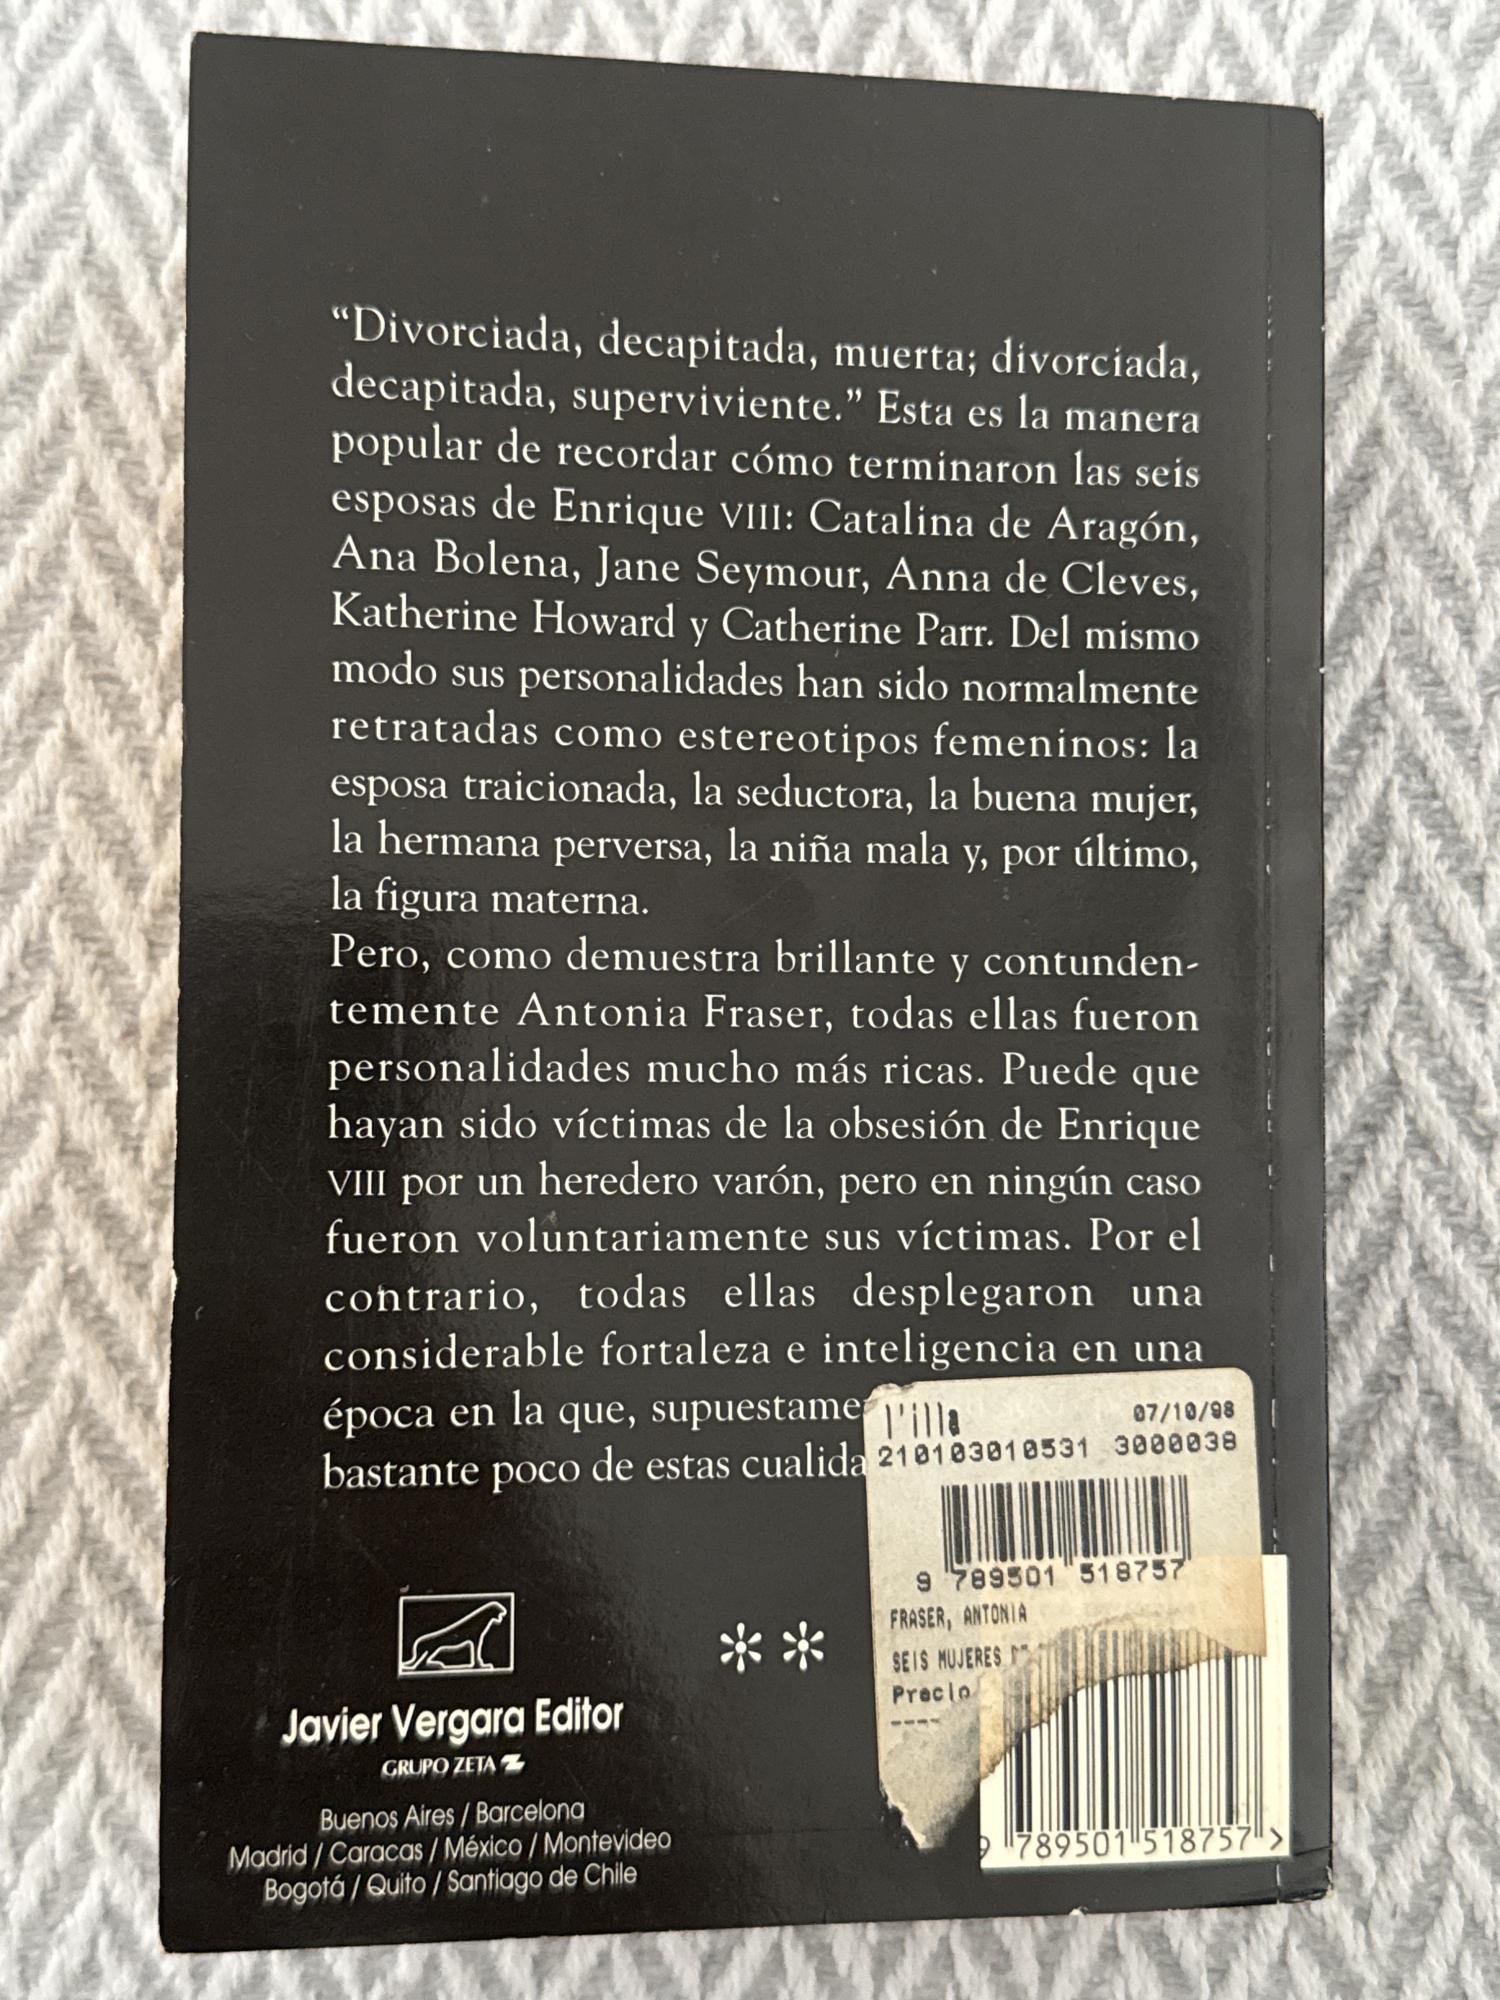 “Divorciada, decapitada, muerta; divorciada,
decapitada, superviviente.” Esta es la manera
popular de recordar cómo terminaron las seis
esposas de Enrique VIII: Catalina de Aragón,
Ana Bolena, Jane Seymour, Anna de Cleves,
Katherine Howard y Catherine Parr. Del mismo
modo sus personalidades han sido normalmente
retratadas como estereotipos femeninos: la
esposa traicionada, la seductora, la buena mujer,
la hermana perversa, la niña mala y, por último,
la figura materna.
Pero, como demuestra brillante y contunden-
temente Antonia Fraser, todas ellas fueron
personalidades mucho más ricas. Puede que
hayan sido víctimas de la obsesión de Enrique
VIII por un heredero varón, pero en ningún caso
fueron voluntariamente sus víctimas. Por el
contrario, todas ellas desplegaron una
considerable fortaleza e inteligencia en una
época en la que, supuestame
bastante poco de estas cualida
l'illa 07/10/98
210103010531 3000038
9 789501 518757
FRASER, ANTONIA
SEIS MUJERES
Precio
----
**
Javier Vergara Editor
GRUPO ZETA
Buenos Aires / Barcelona
Madrid / Caracas / México / Montevideo
Bogotá / Quito / Santiago de Chile
9 789501 518757 >